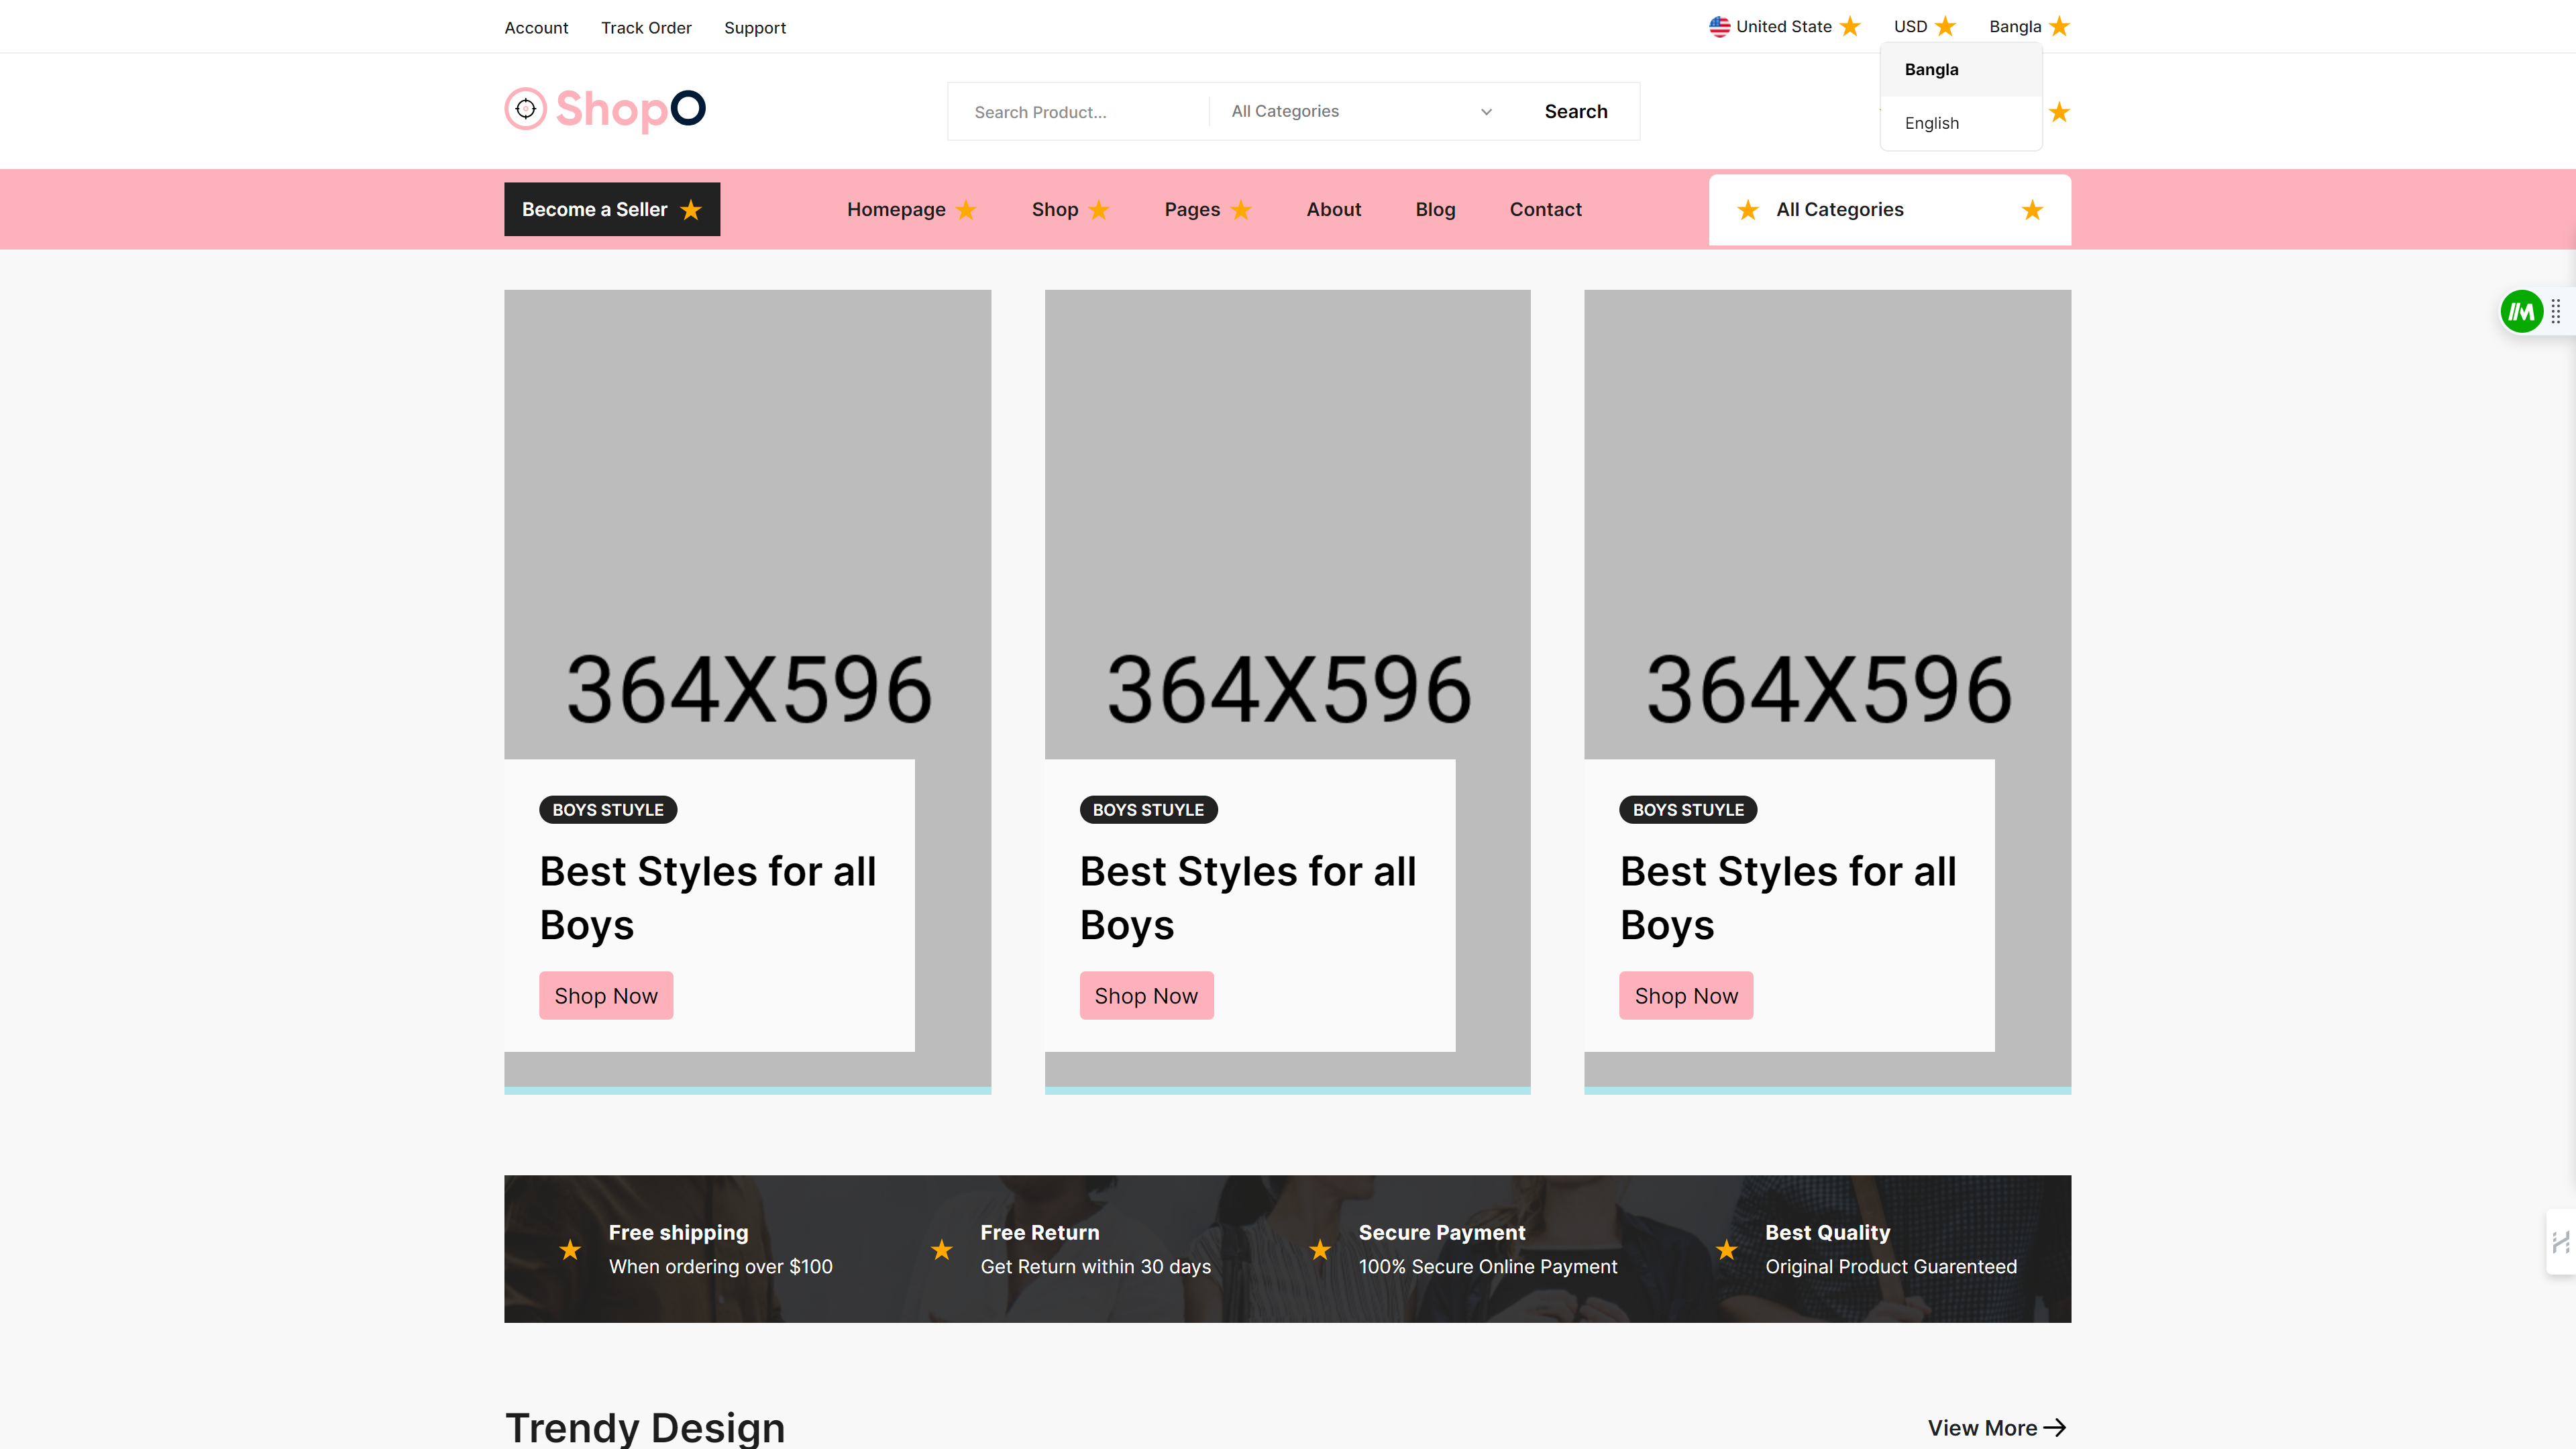 Account Track Order Support United State USD Bangla
Bangla
English
ShopO
Search Product... All Categories Search
Become a Seller Homepage Shop Pages About Blog Contact All Categories
364X596
BOYS STUYLE
Best Styles for all
Boys
Shop Now
364X596
BOYS STUYLE
Best Styles for all
Boys
Shop Now
364X596
BOYS STUYLE
Best Styles for all
Boys
Shop Now
Free shipping
When ordering over $100
Free Return
Get Return within 30 days
Secure Payment
100% Secure Online Payment
Best Quality
Original Product Guarenteed
Trendy Design View More